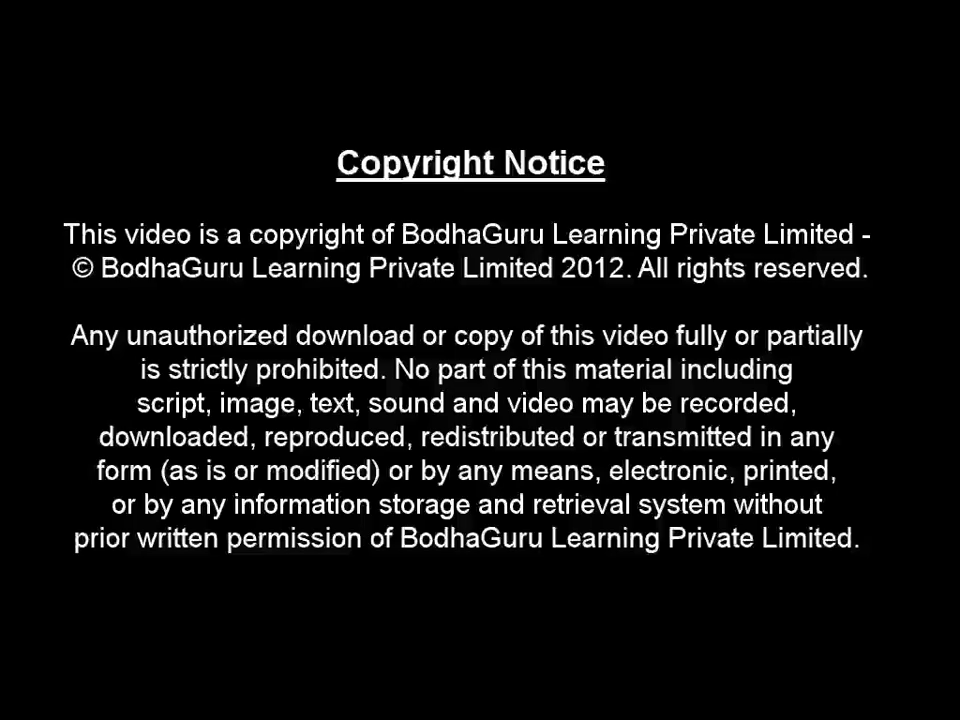 Copyright Notice
This video is a copyright of BodhaGuru Learning Private Limited -
© BodhaGuru Learning Private Limited 2012. All rights reserved.
Any unauthorized download or copy of this video fully or partially
is strictly prohibited. No part of this material including
script, image, text, sound and video may be recorded,
downloaded, reproduced, redistributed or transmitted in any
form (as is or modified) or by any means, electronic, printed,
or by any information storage and retrieval system without
prior written permission of BodhaGuru Learning Private Limited.